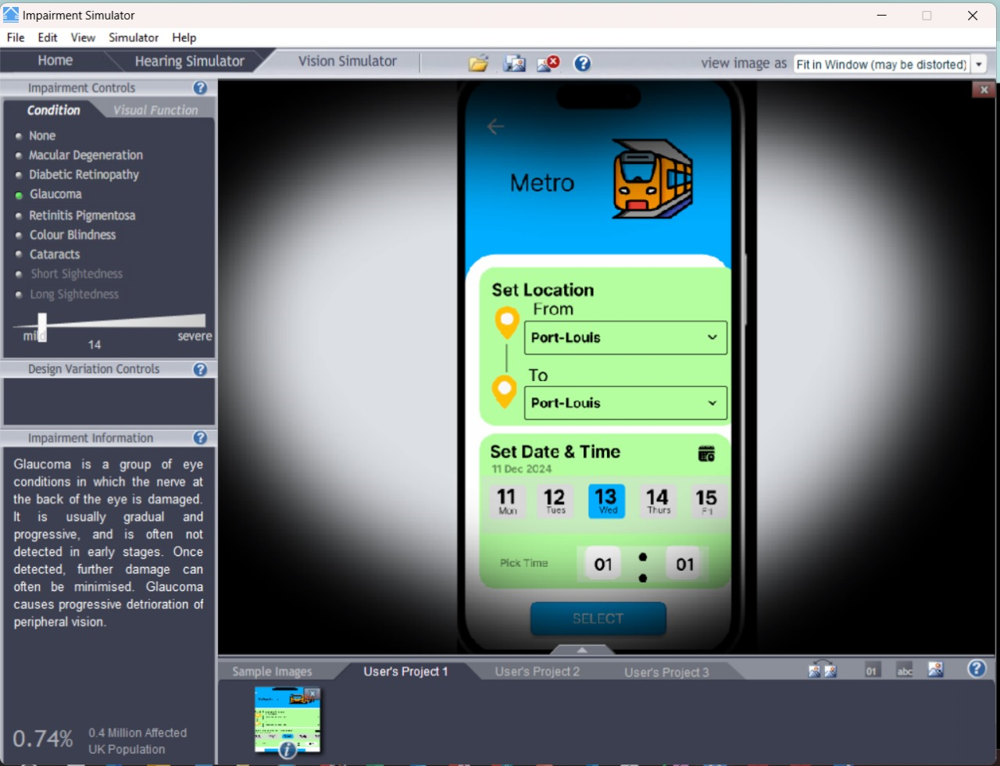 Impairment Simulator
File Edit View Simulator Help
Home Hearing Simulator Vision Simulator view image as Fit in Window (may be distorted)
Impairment Controls
Condition Visual Function
None
Macular Degeneration
Diabetic Retinopathy
Glaucoma
Retinitis Pigmentosa
Colour Blindness
Cataracts
Short Sightedness
Long Sightedness
mild severe
14
Design Variation Controls
Impairment Information
Glaucoma is a group of eye
conditions in which the nerve at
the back of the eye is damaged.
It is usually gradual and
progressive, and is often not
detected in early stages. Once
detected, further damage can
often be minimised. Glaucoma
causes progressive detrioration of
peripheral vision.
0.74% 0.4 Million Affected
UK Population
Metro
Set Location
From
Port-Louis
To
Port-Louis
Set Date & Time
11 Dec 2024
11 12 13 14 15
Mon Tues Wed Thurs Fri
Pick Time 01 : 01
SELECT
Sample Images User's Project 1 User's Project 2 User's Project 3 01 abc